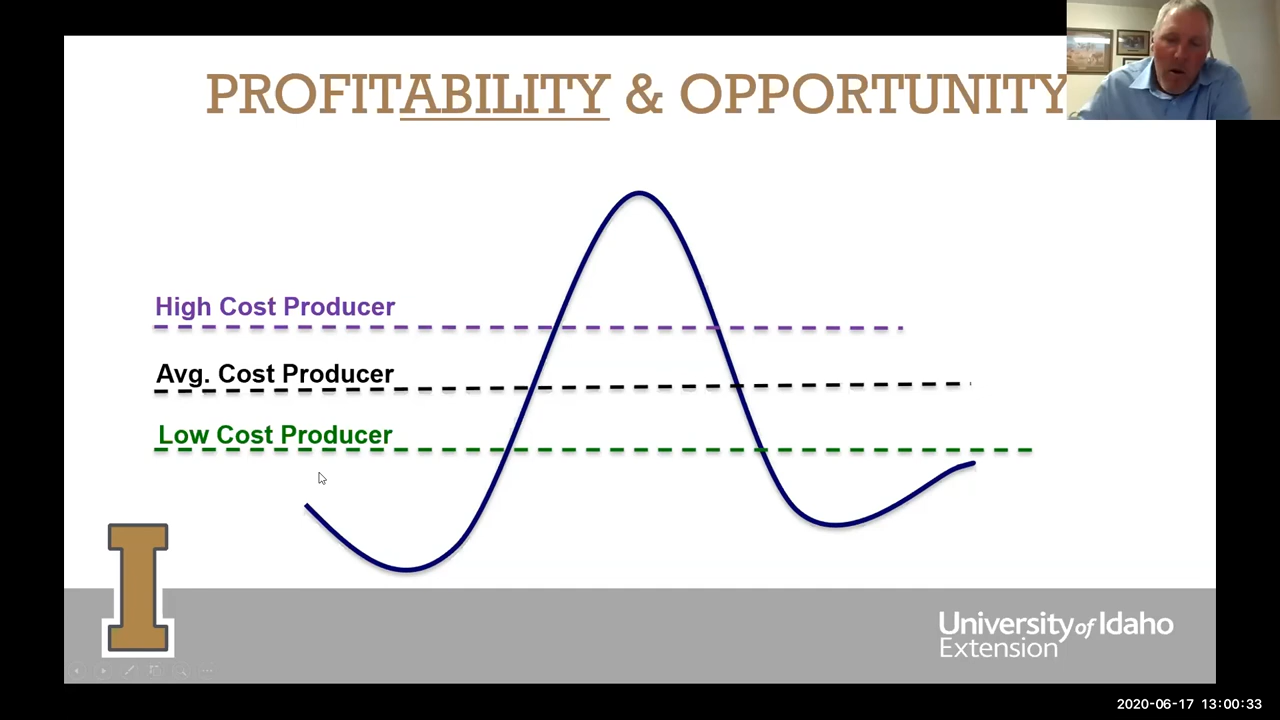 PROFITABILITY & OPPORTUNITY
High Cost Producer
Avg. Cost Producer
Low Cost Producer
I
University of Idaho
Extension
2020-06-17 13:00:33